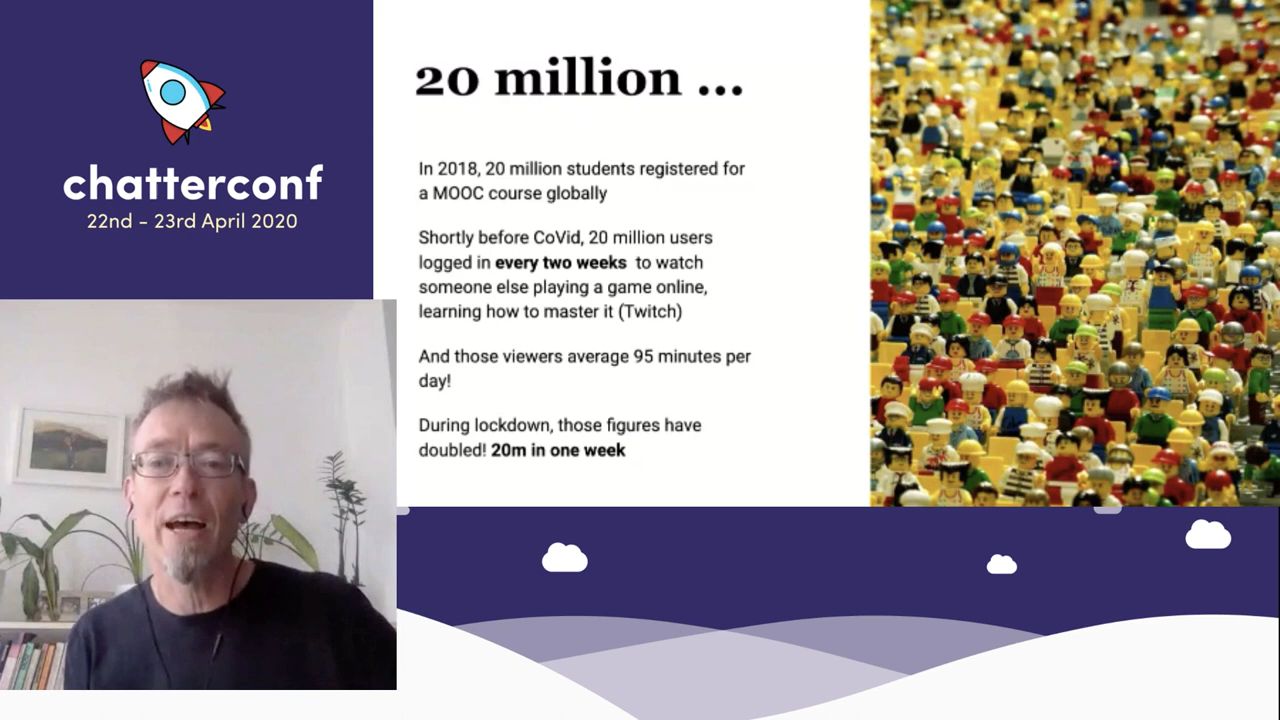 chatterconf
22nd - 23rd April 2020
20 million ...
In 2018, 20 million students registered for
a MOOC course globally
Shortly before CoVid, 20 million users
logged in every two weeks to watch
someone else playing a game online,
learning how to master it (Twitch)
And those viewers average 95 minutes per
day!
During lockdown, those figures have
doubled! 20m in one week